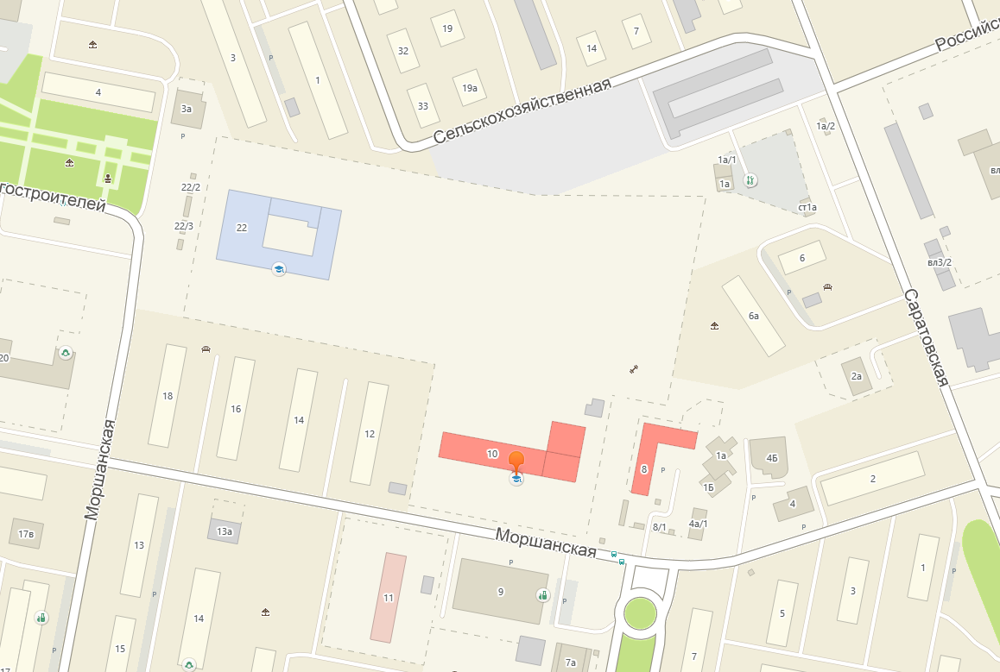 Российс
19
7
32
14
3
1
19а
4
33
3а
Сельскохозяйственная
Р
Р
1а/2
1а/1
1а
вл
22/2
гостроителей
22/3
22
ст1а
6
вл3/2
Р
6а
Саратовская
20
2а
18
16
14
12
10
1а
4Б
8
Р
2
1Б
Р
4
Моршанская
8/1
4а/1
Р
17в
13а
13
Моршанская
Р
1
Р
9
3
Р
11
Р
5
14
15
Р
7
7а
17